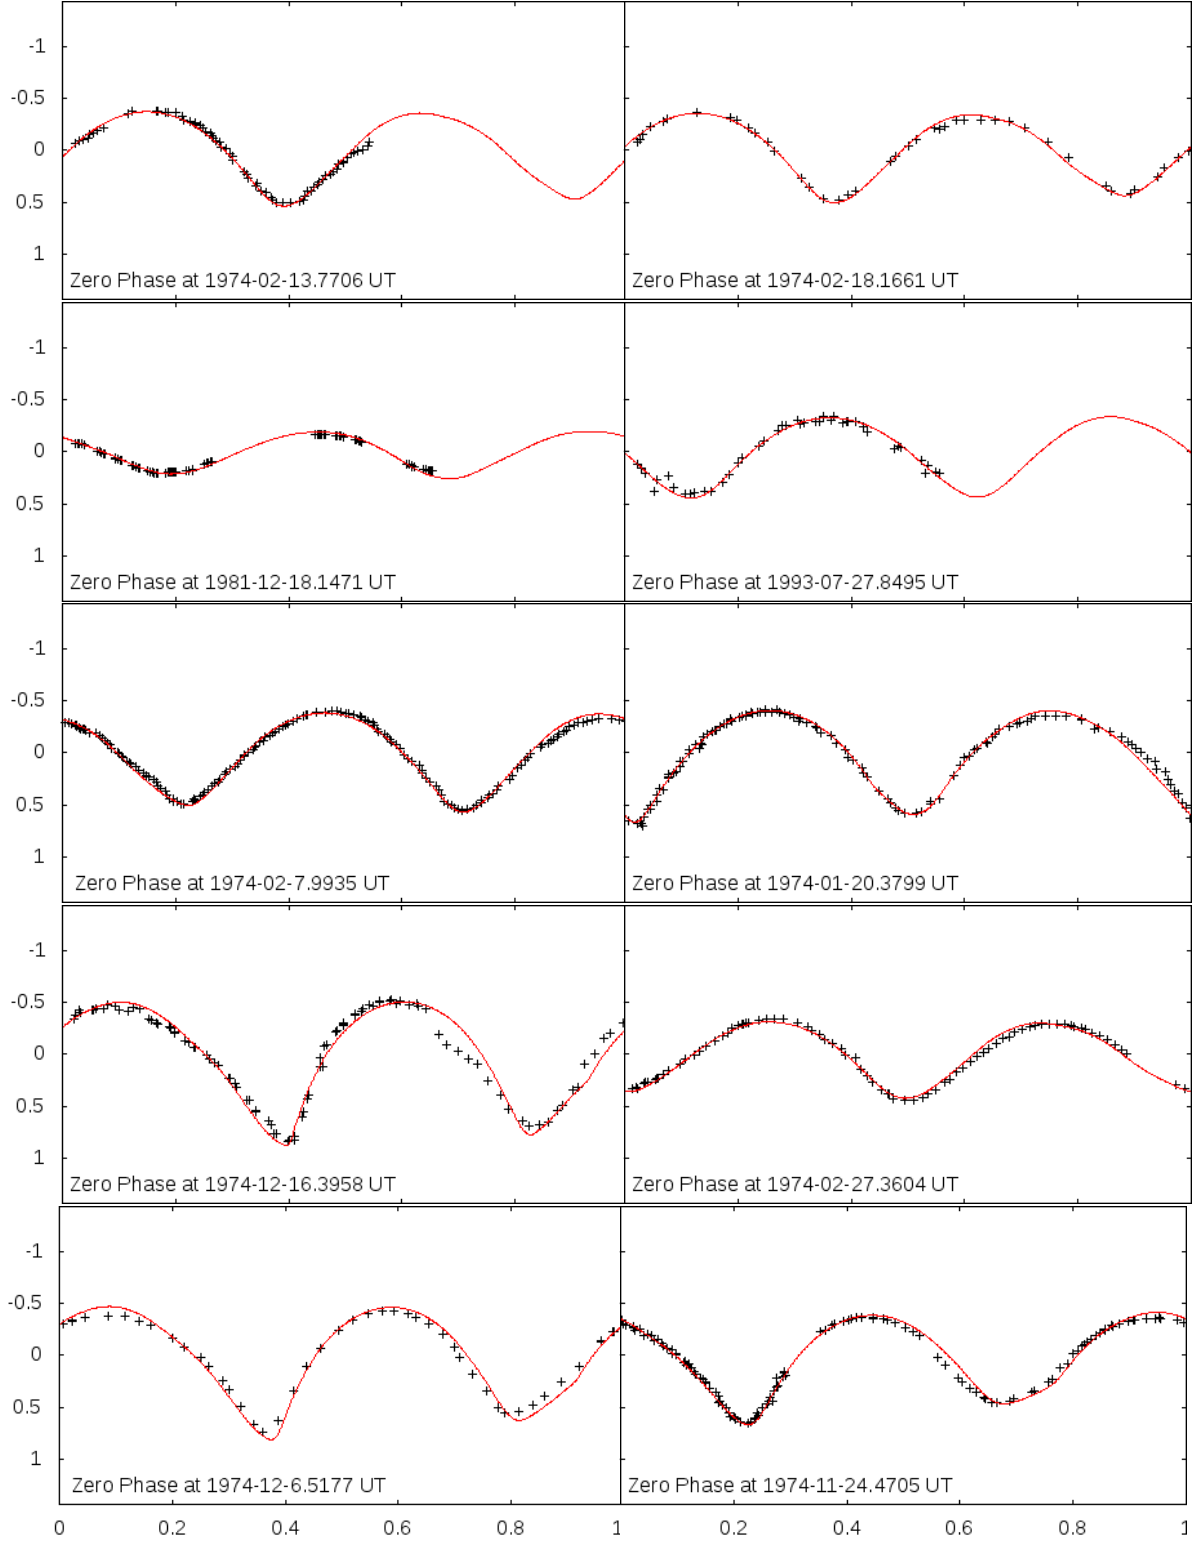 -1
-0.5
0
0.5
1
Zero Phase at 1974-02-13.7706 UT
Zero Phase at 1974-02-18.1661 UT
-1
-0.5
0
0.5
1
Zero Phase at 1981-12-18.1471 UT
Zero Phase at 1993-07-27.8495 UT
-1
-0.5
0
0.5
1
Zero Phase at 1974-02-7.9935 UT
Zero Phase at 1974-01-20.3799 UT
-1
-0.5
0
0.5
1
Zero Phase at 1974-12-16.3958 UT
Zero Phase at 1974-02-27.3604 UT
-1
-0.5
0
0.5
1
Zero Phase at 1974-12-6.5177 UT
Zero Phase at 1974-11-24.4705 UT
0 0.2 0.4 0.6 0.8 1 0.2 0.4 0.6 0.8 1